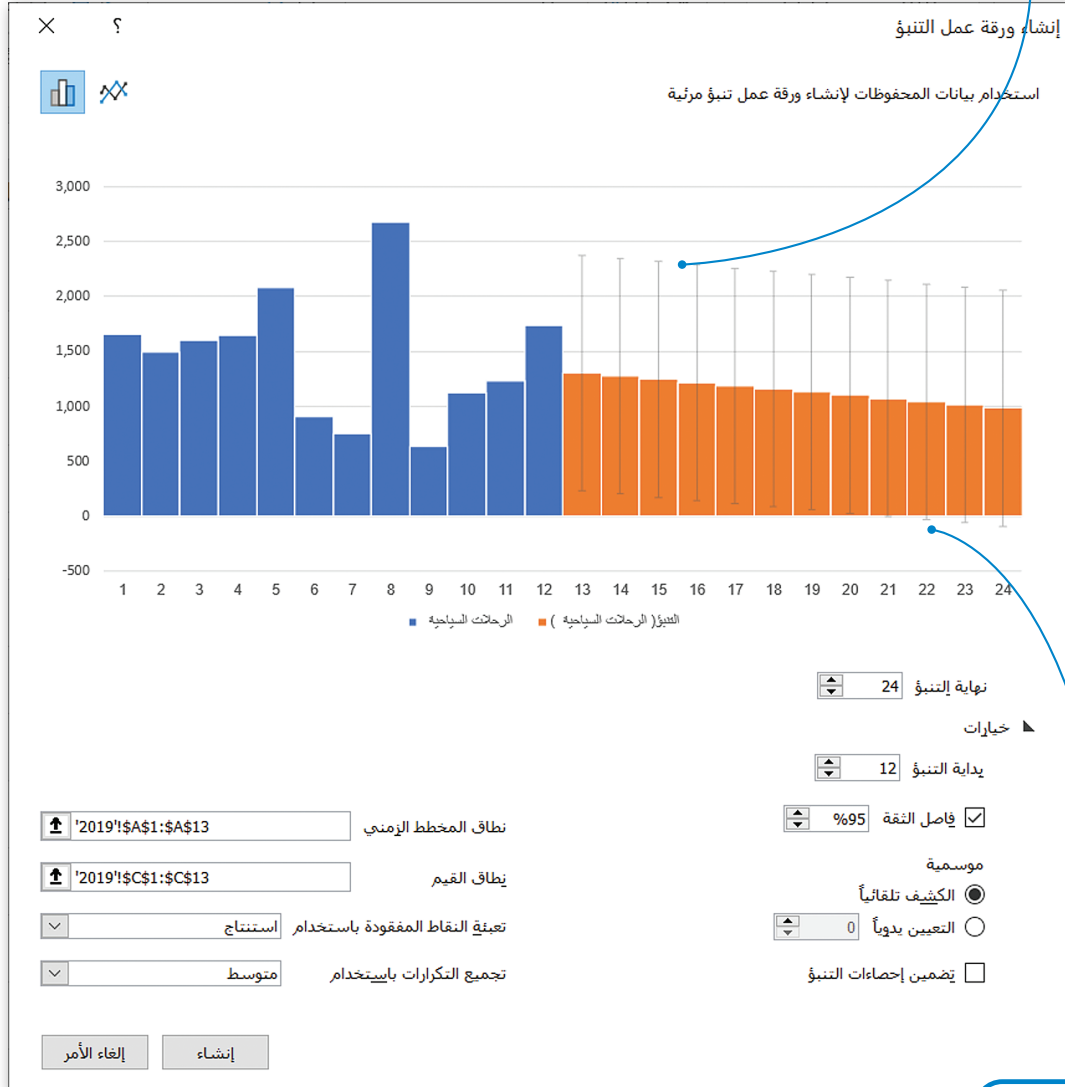 إنشاء ورقة عمل التنبؤ
؟
استخدام بيانات المحفوظات لإنشاء ورقة عمل تنبؤ مرئية
3,000
2,500
2,000
1,500
1,000
500
0
-500
1 2 3 4 5 6 7 8 9 10 11 12 13 14 15 16 17 18 19 20 21 22 23 24
التنبؤ( الرحلات السياحية )
الرحلات السياحية
نهاية التنبؤ 24
خيارات
بداية التنبؤ 12
فاصل الثقة %95
موسمية
الكشف تلقائياً
التعيين يدوياً 0
تضمين إحصاءات التنبؤ
نطاق المخطط الزمني '2019'!$A$1:$A$13
نطاق القيم '2019'!$C$1:$C$13
تعبئة النقاط المفقودة باستخدام استنتاج
تجميع التكرارات باستخدام متوسط
إنشاء
إلغاء الأمر